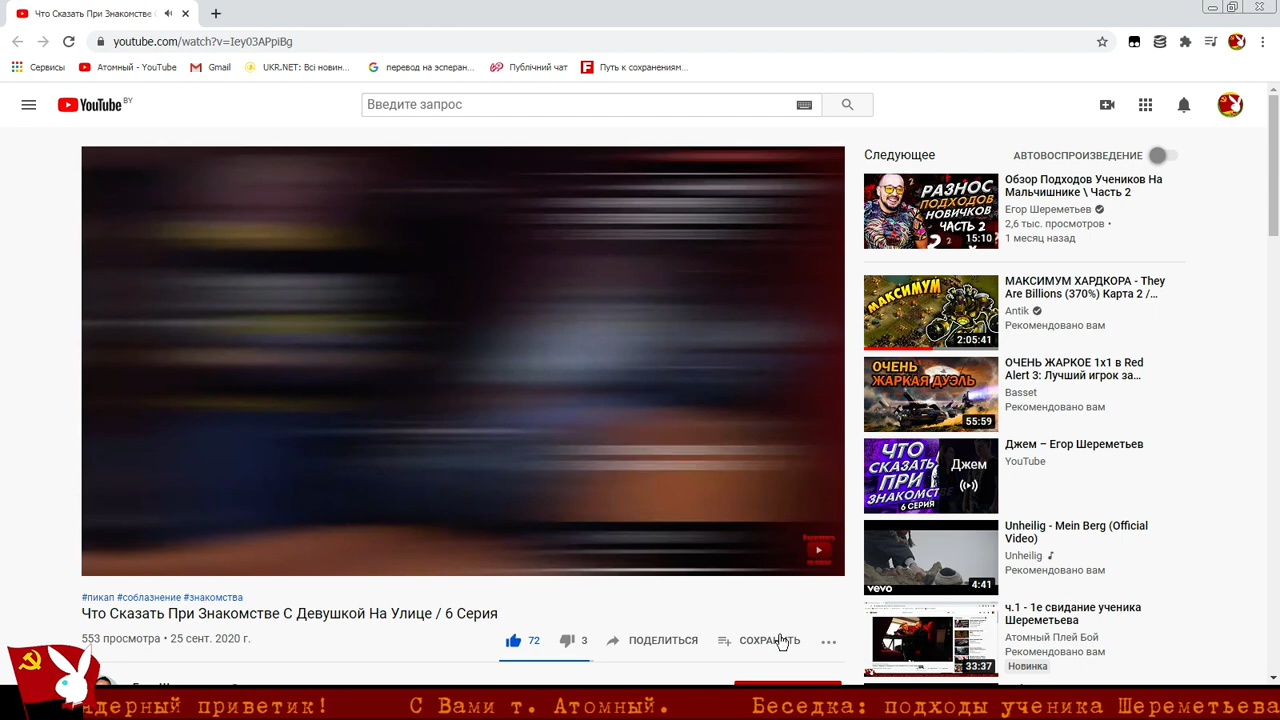 Что Сказать При Знакомстве С
youtube.com/watch?v=Iey03APpiBg
Сервисы
Атомный - YouTube
Gmail
UKR.NET: Всі новин...
перевод на эсперан...
Публічний чат
Путь к сохранениям...
YouTube BY
Введите запрос
Следующее
АВТОВОСПРОИЗВЕДЕНИЕ
РАЗНОС
ПОДХОДОВ
НОВИЧКОВ
ЧАСТЬ 2
15:10
Обзор Подходов Учеников На
Мальчишнике \ Часть 2
Егор Шереметьев
2,6 тыс. просмотров •
1 месяц назад
МАКСИМУМ
2:05:41
МАКСИМУМ ХАРДКОРА - They
Are Billions (370%) Карта 2 /...
Antik
Рекомендовано вам
ОЧЕНЬ
ЖАРКАЯ ДУЭЛЬ
55:59
ОЧЕНЬ ЖАРКОЕ 1x1 в Red
Alert 3: Лучший игрок за...
Basset
Рекомендовано вам
ЧТО
СКАЗАТЬ
ПРИ
ЗНАКОМСТ
6 СЕРИЯ
Джем
Джем – Егор Шереметьев
YouTube
vevo
4:41
Unheilig - Mein Berg (Official
Video)
Unheilig
Рекомендовано вам
33:37
ч.1 - 1е свидание ученика
Шереметьева
Атомный Плей Бой
Рекомендовано вам
Новинка
#пикап #соблазнение #знакомства
Что Сказать При Знакомстве С Девушкой На Улице / 6 Серия
553 просмотра • 25 сент. 2020 г.
72
3
ПОДЕЛИТЬСЯ
СОХРАНИТЬ
ядерный приветик! С Вами т. Атомный. Беседка: подходы ученика Шереметьева